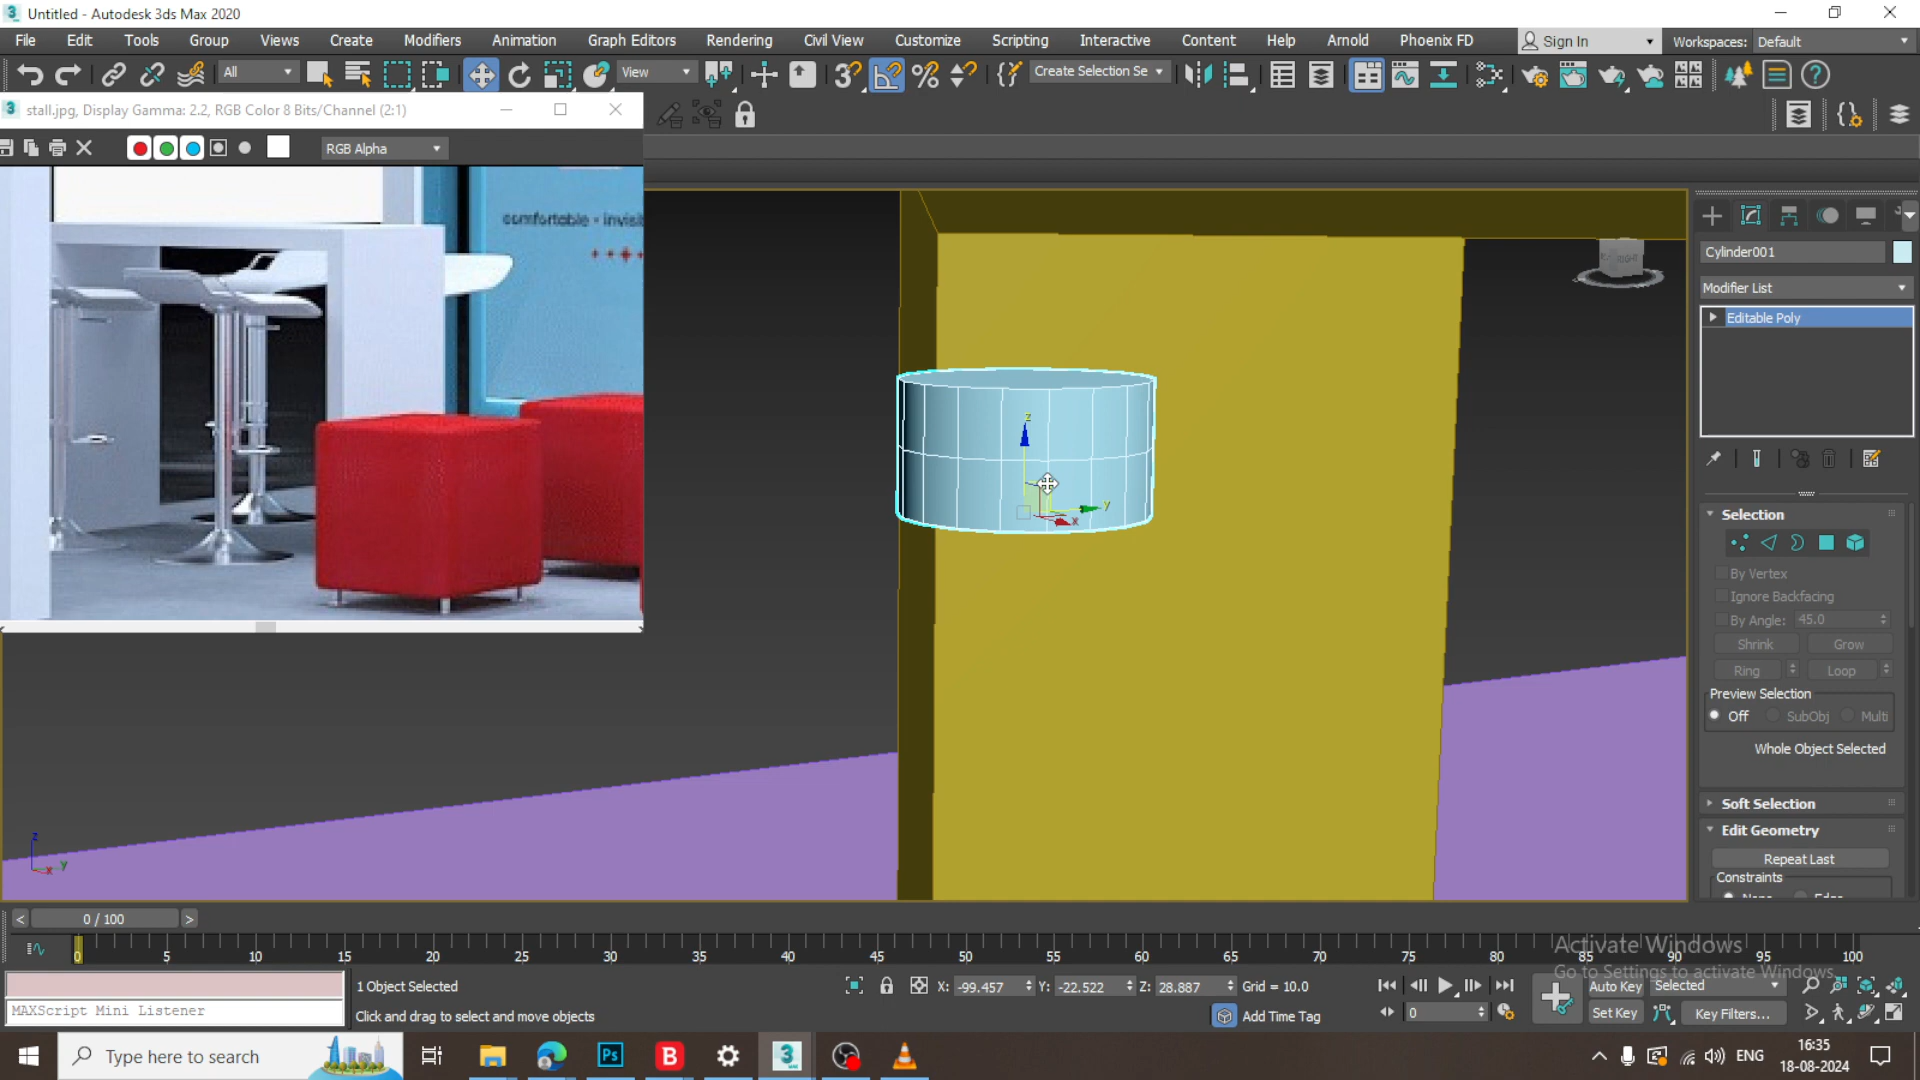 Untitled - Autodesk 3ds Max 2020
File Edit Tools Group Views Create Modifiers Animation Graph Editors Rendering Civil View Customize Scripting Interactive Content Help Arnold Phoenix FD Sign In Workspaces: Default
All View Create Selection Se
stall.jpg, Display Gamma: 2.2, RGB Color 8 Bits/Channel (2:1)
RGB Alpha
comfortable - invisi
RIGHT
Cylinder001
Modifier List
Editable Poly
Selection
By Vertex
Ignore Backfacing
By Angle: 45.0
Shrink Grow
Ring Loop
Preview Selection
Off SubObj Multi
Whole Object Selected
Soft Selection
Edit Geometry
Repeat Last
Constraints
z
y
x
z
y
x
0 / 100
0 5 10 15 20 25 30 35 40 45 50 55 60 65 70 75 80 85 90 95 100
Activate Windows
Go to Settings to activate Windows.
1 Object Selected X: -99.457 Y: -22.522 Z: 28.887 Grid = 10.0 Auto Key Selected
MAXScript Mini Listener Click and drag to select and move objects Add Time Tag 0 Set Key Key Filters...
Type here to search Ps B 3 ENG 16:35
18-08-2024